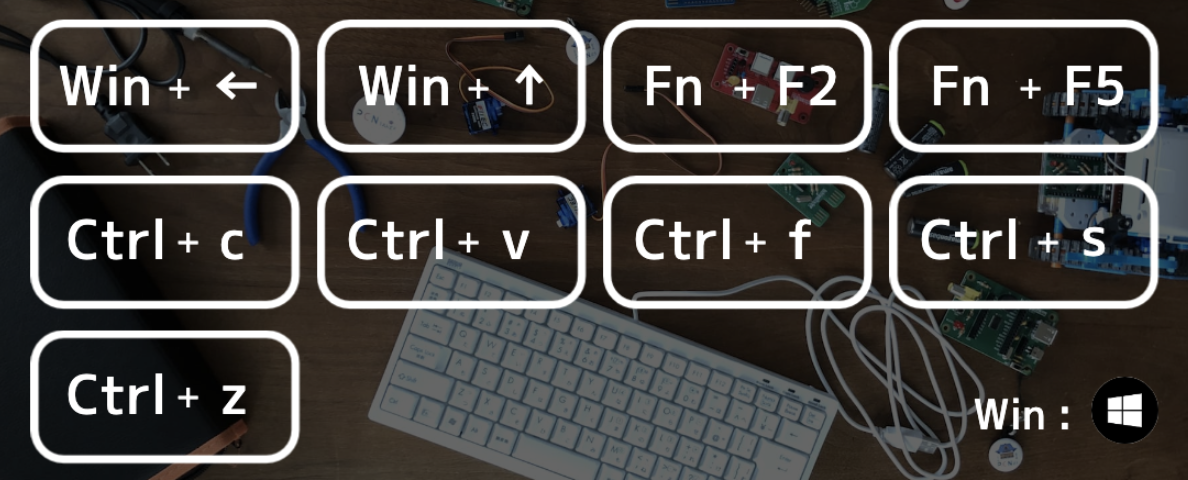 Win + ←
Win + ↑
Fn + F2
Fn + F5
Ctrl + c
Ctrl + v
Ctrl + f
Ctrl + s
Ctrl + z
Win :